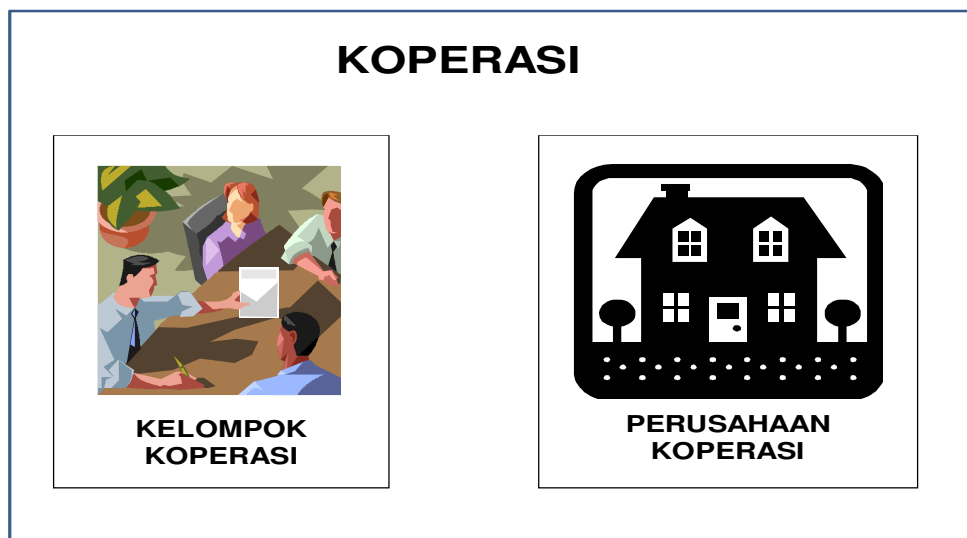 KOPERASI
KELOMPOK
KOPERASI
PERUSAHAAN
KOPERASI